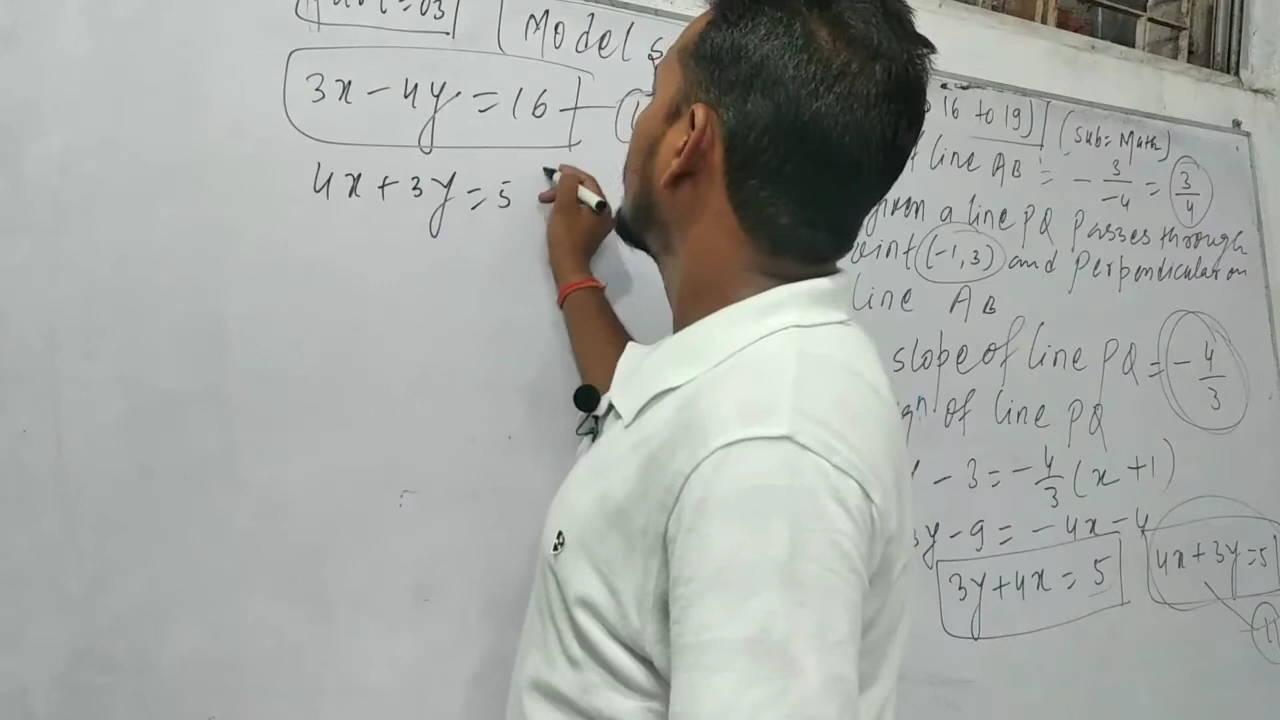 Model
3x - 4y = 16
4x + 3y = 5
16 to 19] (sub= Math)
line AB = - 3/-4 = 3/4
given a line PQ passes through
(-1, 3) and perpendicular on
line AB
slope of line PQ = - 4/3
of line PQ
- 3 = - 4/3 (x + 1)
3y - 9 = - 4x - 4
3y + 4x = 5
4x + 3y = 5